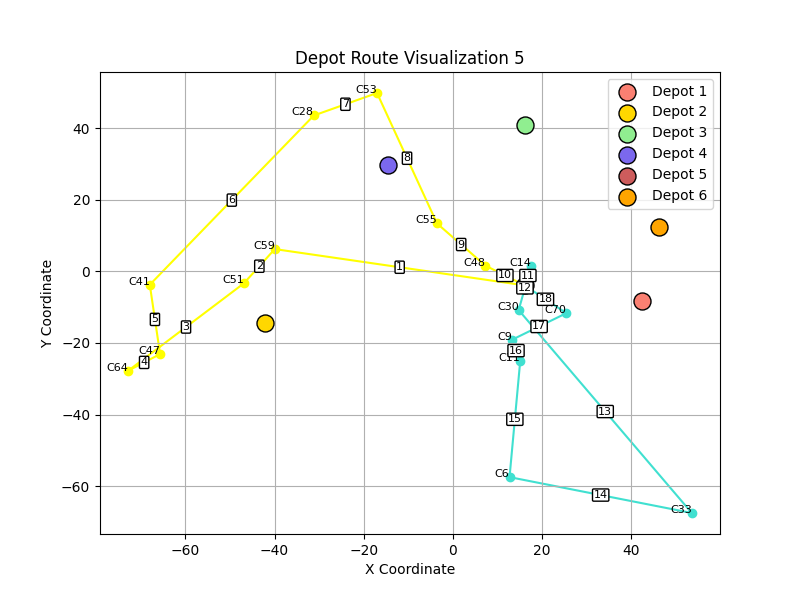 Depot Route Visualization 5
Depot 1
Depot 2
Depot 3
Depot 4
Depot 5
Depot 6
C53
C28
7
8
6
C55
C59
9
C48
C14
2
1
10
11
C41
C51
12
18
C30
C70
5
3
17
C9
C47
16
C11
4
C64
13
15
C6
14
C33
40
20
0
−20
−40
−60
−60
−40
−20
0
20
40
X Coordinate
Y Coordinate